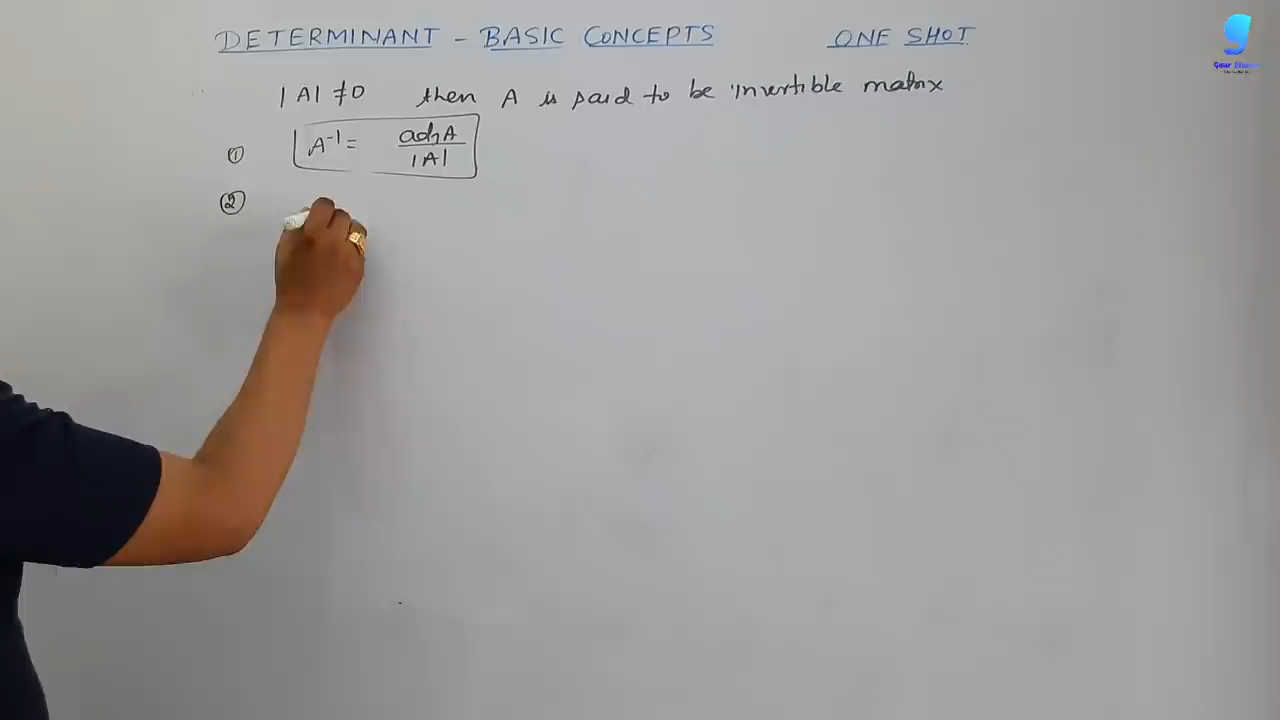 DETERMINANT - BASIC CONCEPTS ONE SHOT
|A| ≠ 0 then A is said to be invertible matrix
① A⁻¹ = adjA / |A|
②